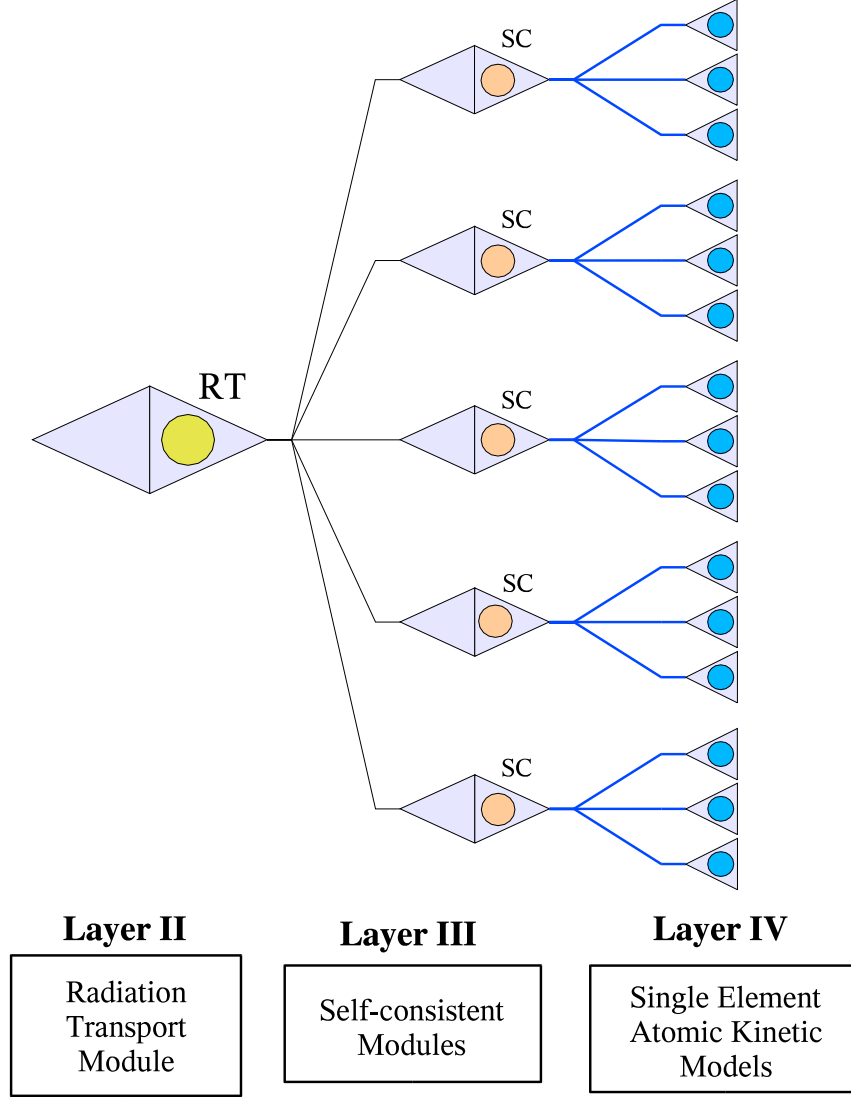 SC
SC
RT
SC
SC
SC
Layer II
Radiation
Transport
Module
Layer III
Self-consistent
Modules
Layer IV
Single Element
Atomic Kinetic
Models